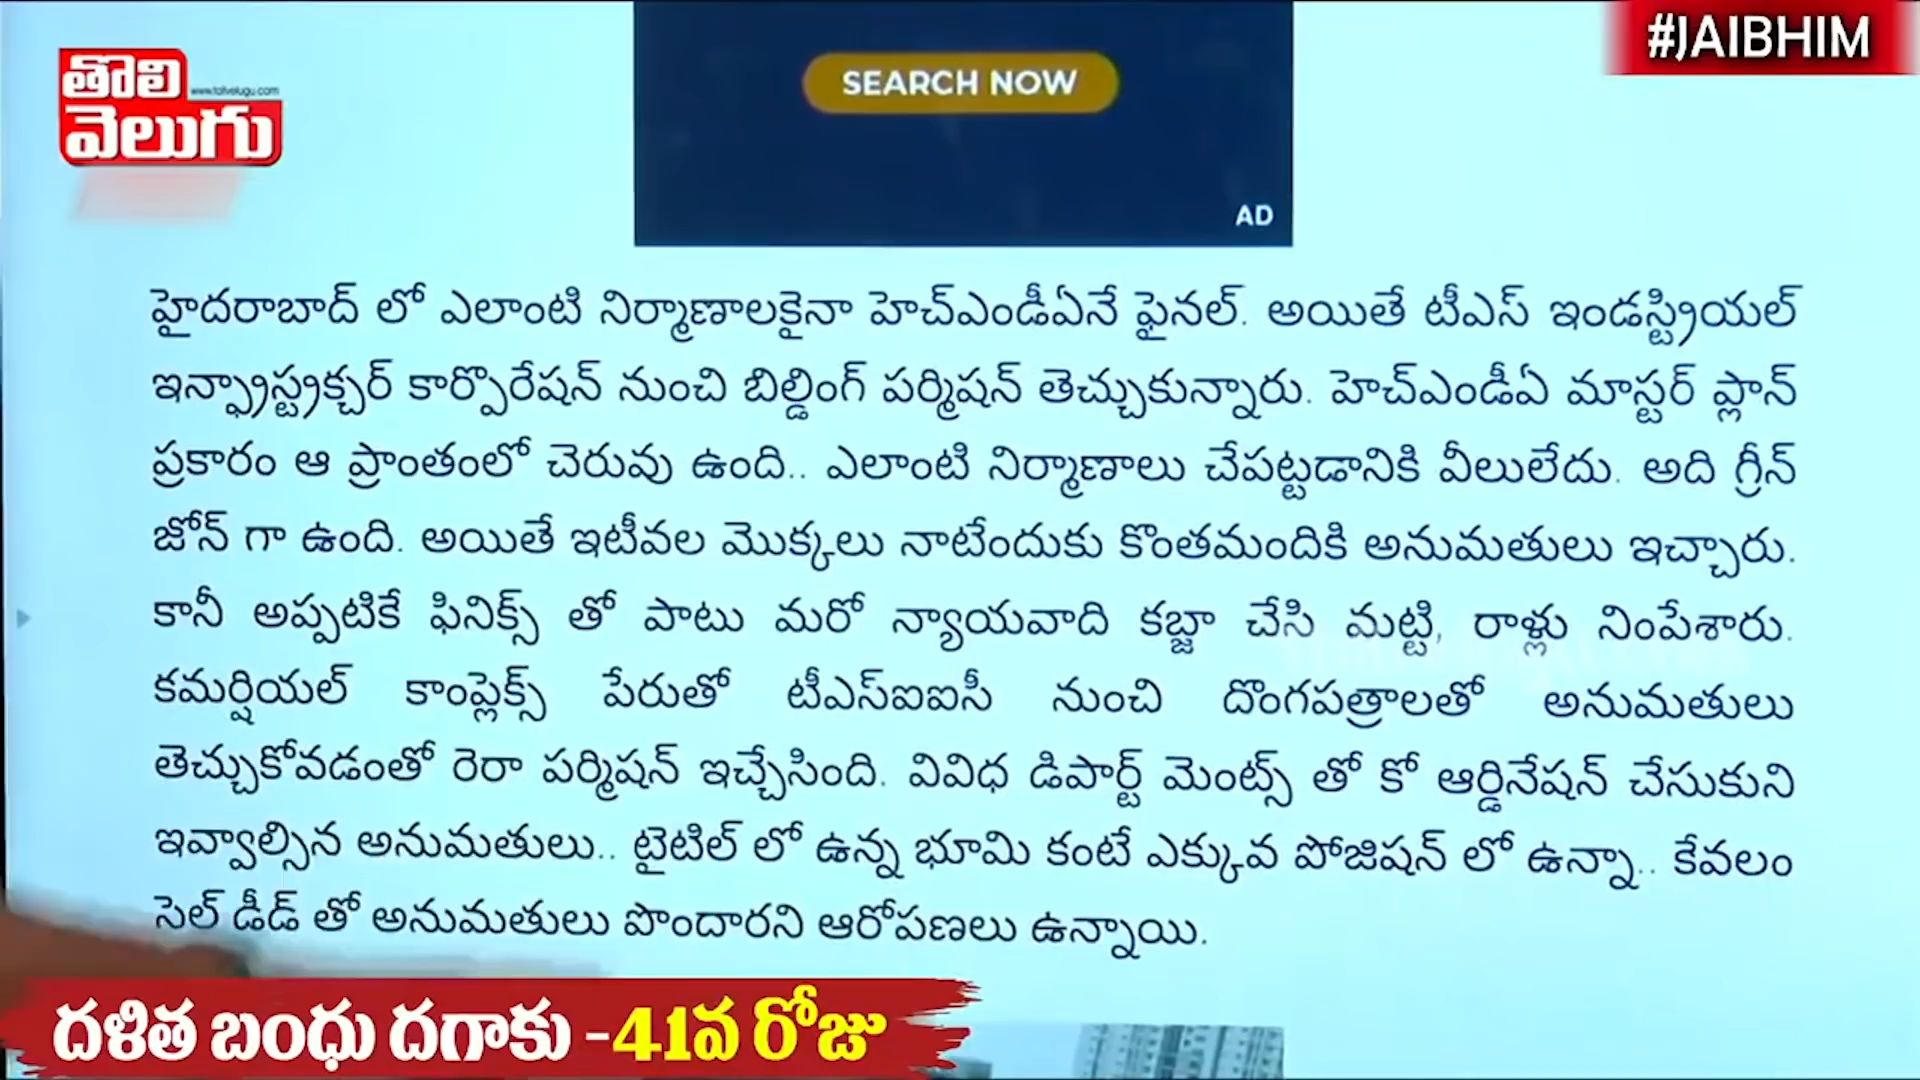 #JAIBHIM
తొలి
www.tolivelugu.com
వెలుగు
SEARCH NOW
AD
హైదరాబాద్ లో ఎలాంటి నిర్మాణాలకైనా హెచ్ఎండీఏనే ఫైనల్. అయితే టీఎస్ ఇండస్ట్రియల్
ఇన్ఫ్రాస్ట్రక్చర్ కార్పొరేషన్ నుంచి బిల్డింగ్ పర్మిషన్ తెచ్చుకున్నారు. హెచ్ఎండీఏ మాస్టర్ ప్లాన్
ప్రకారం ఆ ప్రాంతంలో చెరువు ఉంది.. ఎలాంటి నిర్మాణాలు చేపట్టడానికి వీలులేదు. అది గ్రీన్
జోన్ గా ఉంది. అయితే ఇటీవల మొక్కలు నాటేందుకు కొంతమందికి అనుమతులు ఇచ్చారు.
కానీ అప్పటికే ఫినిక్స్ తో పాటు మరో న్యాయవాది కబ్జా చేసి మట్టి, రాళ్లు నింపేశారు.
కమర్షియల్ కాంప్లెక్స్ పేరుతో టీఎస్ఐఐసీ నుంచి దొంగపత్రాలతో అనుమతులు
తెచ్చుకోవడంతో రెరా పర్మిషన్ ఇచ్చేసింది. వివిధ డిపార్ట్ మెంట్స్ తో కో ఆర్డినేషన్ చేసుకుని
ఇవ్వాల్సిన అనుమతులు.. టైటిల్ లో ఉన్న భూమి కంటే ఎక్కువ పోజిషన్ లో ఉన్నా.. కేవలం
సెల్ డీడ్ తో అనుమతులు పొందారని ఆరోపణలు ఉన్నాయి.
దళిత బంధు దగాకు -41వ రోజు